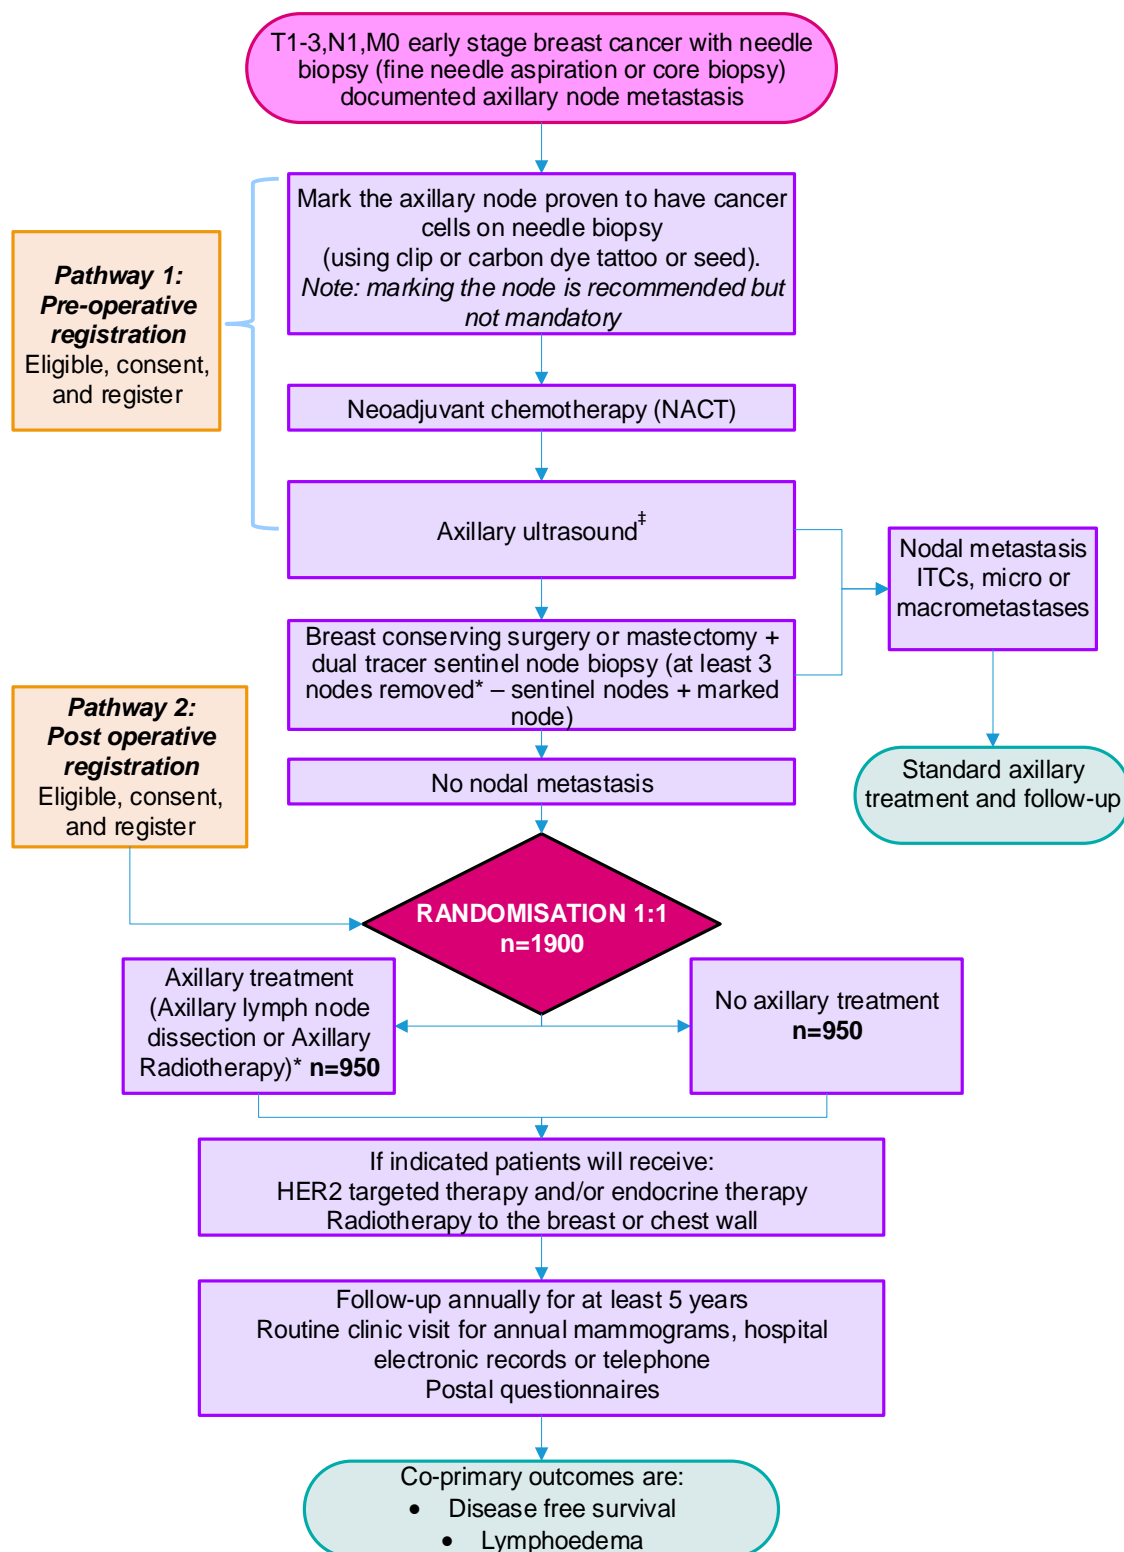 T1-3,N1,M0 early stage breast cancer with needle
biopsy (fine needle aspiration or core biopsy)
documented axillary node metastasis
Mark the axillary node proven to have cancer
cells on needle biopsy
(using clip or carbon dye tattoo or seed).
Note: marking the node is recommended but
not mandatory
Pathway 1:
Pre-operative
registration
Eligible, consent,
and register
Neoadjuvant chemotherapy (NACT)
Axillary ultrasound‡
Nodal metastasis
ITCs, micro or
macrometastases
Breast conserving surgery or mastectomy +
dual tracer sentinel node biopsy (at least 3
nodes removed* – sentinel nodes + marked
node)
Pathway 2:
Post operative
registration
Eligible, consent,
and register
No nodal metastasis
Standard axillary
treatment and follow-up
RANDOMISATION 1:1
n=1900
Axillary treatment
(Axillary lymph node
dissection or Axillary
Radiotherapy)* n=950
No axillary treatment
n=950
If indicated patients will receive:
HER2 targeted therapy and/or endocrine therapy
Radiotherapy to the breast or chest wall
Follow-up annually for at least 5 years
Routine clinic visit for annual mammograms, hospital
electronic records or telephone
Postal questionnaires
Co-primary outcomes are:
• Disease free survival
• Lymphoedema